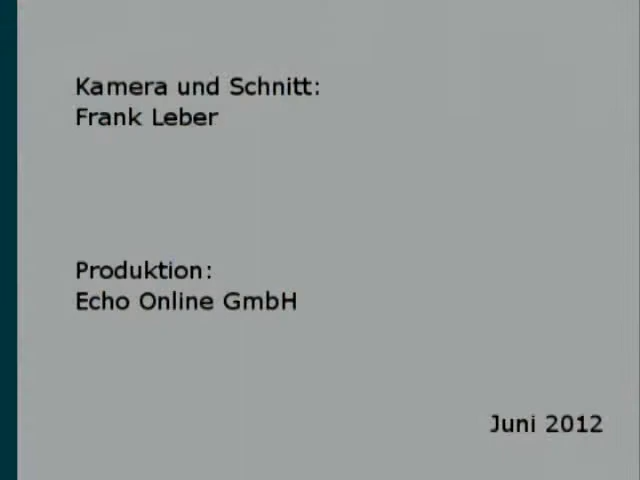 Kamera und Schnitt:
Frank Leber
Produktion:
Echo Online GmbH
Juni 2012